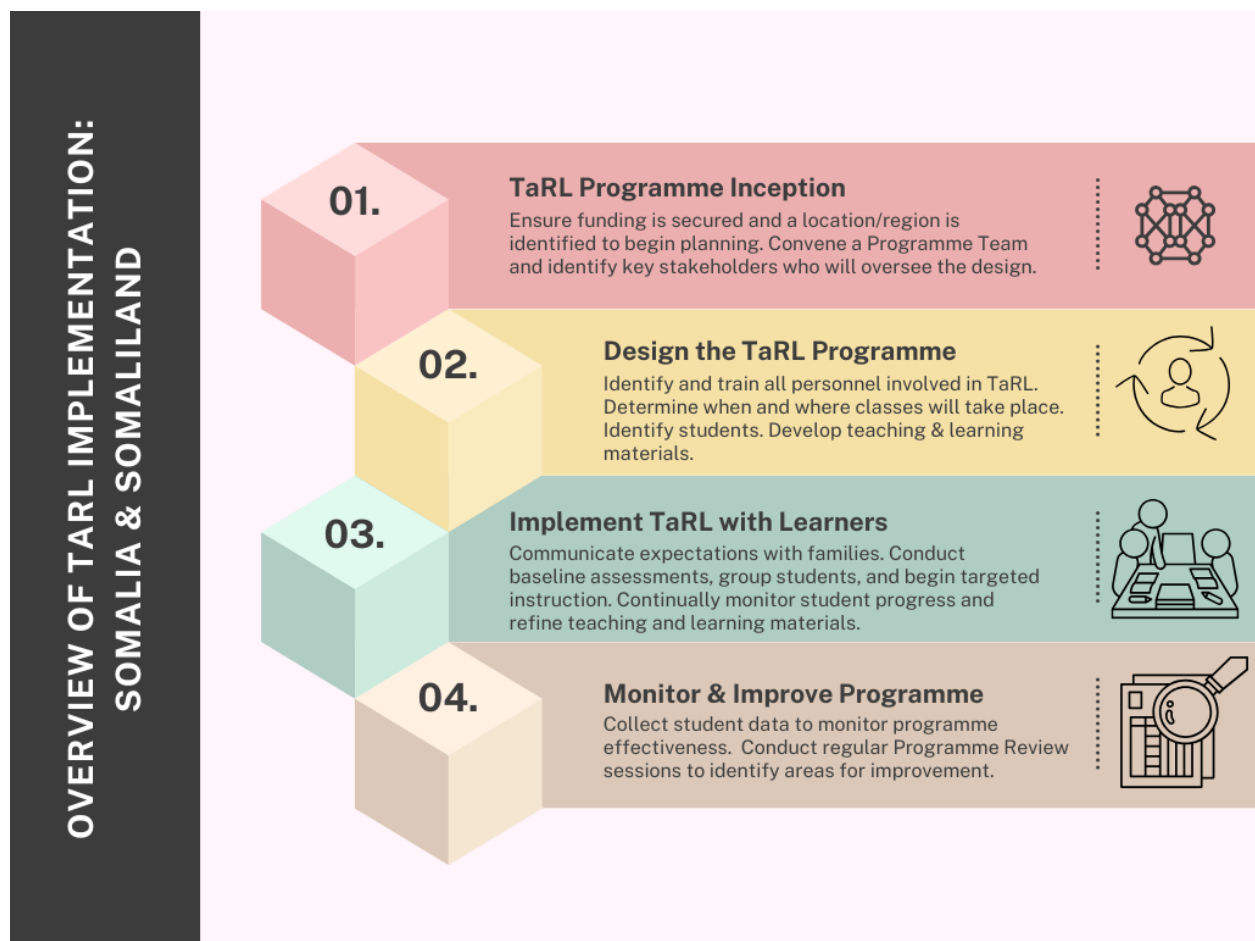 OVERVIEW OF TARL IMPLEMENTATION:
SOMALIA & SOMALILAND
01.
TaRL Programme Inception
Ensure funding is secured and a location/region is
identified to begin planning. Convene a Programme Team
and identify key stakeholders who will oversee the design.
02.
Design the TaRL Programme
Identify and train all personnel involved in TaRL.
Determine when and where classes will take place.
Identify students. Develop teaching & learning
materials.
03.
Implement TaRL with Learners
Communicate expectations with families. Conduct
baseline assessments, group students, and begin targeted
instruction. Continually monitor student progress and
refine teaching and learning materials.
04.
Monitor & Improve Programme
Collect student data to monitor programme
effectiveness.  Conduct regular Programme Review
sessions to identify areas for improvement.